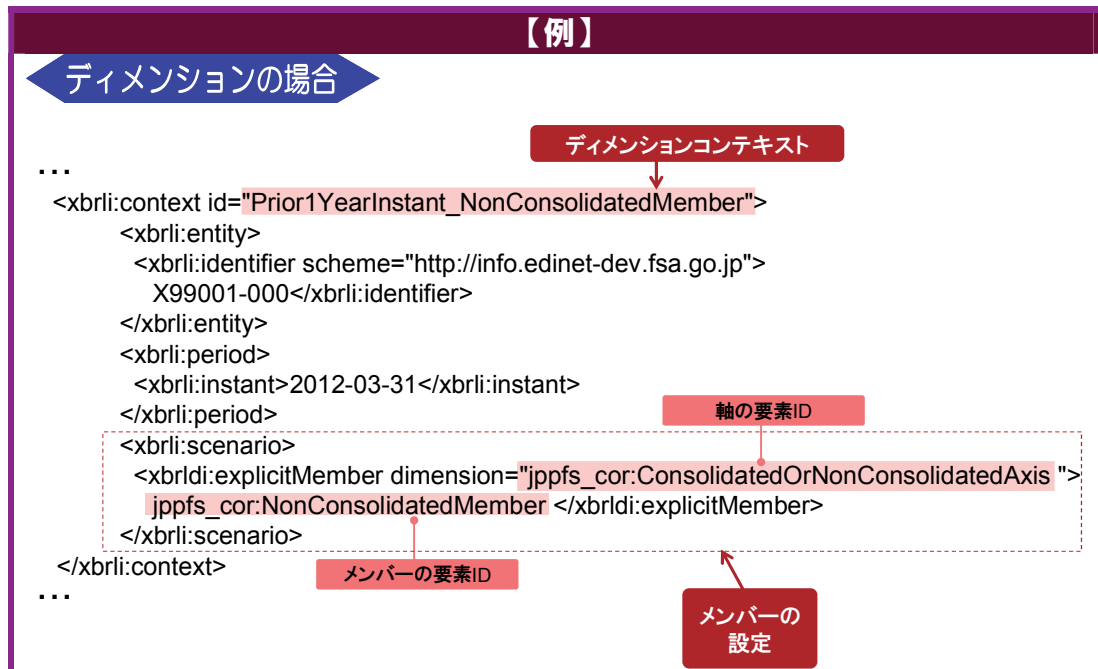 【例】
ディメンションの場合
ディメンションコンテキスト
...
<xbrli:context id="Prior1YearInstant_NonConsolidatedMember">
<xbrli:entity>
<xbrli:identifier scheme="http://info.edinet-dev.fsa.go.jp">
X99001-000</xbrli:identifier>
</xbrli:entity>
<xbrli:period>
<xbrli:instant>2012-03-31</xbrli:instant>
</xbrli:period>
軸の要素ID
<xbrli:scenario>
<xbrldi:explicitMember dimension="jppfs_cor:ConsolidatedOrNonConsolidatedAxis ">
jppfs_cor:NonConsolidatedMember </xbrldi:explicitMember>
</xbrli:scenario>
</xbrli:context>
メンバーの要素ID
...
メンバーの
設定